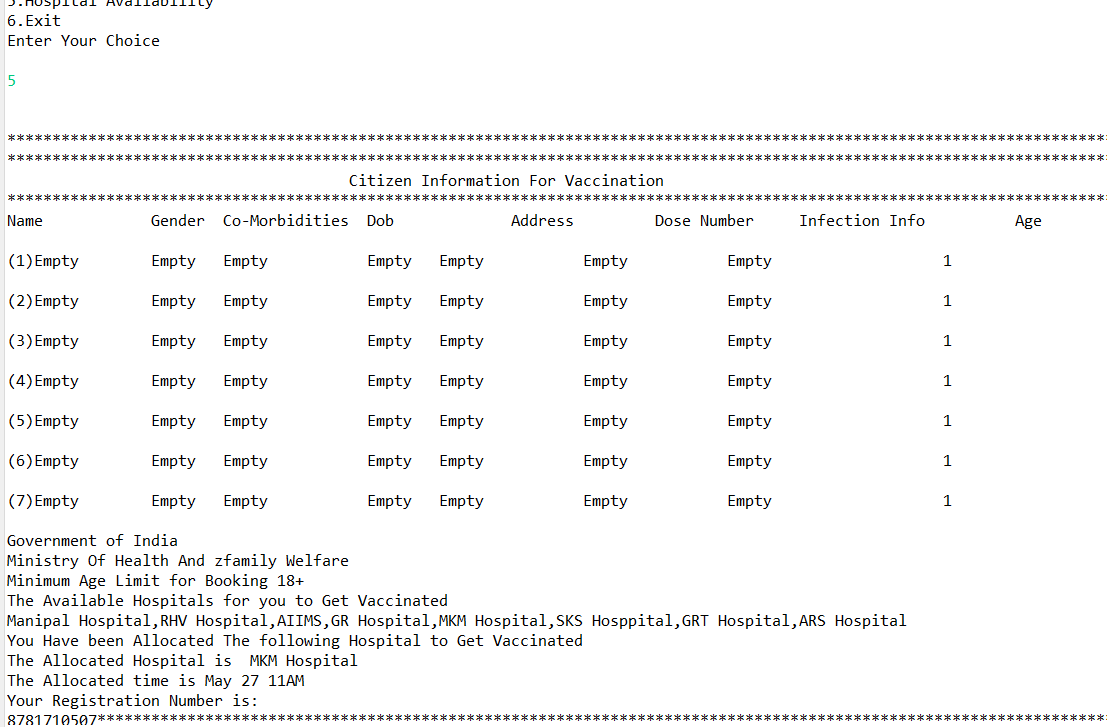 5.Hospital Availability
6.Exit
Enter Your Choice
5
***************************************************************************************************************************
***************************************************************************************************************************
Citizen Information For Vaccination
***************************************************************************************************************************
Name Gender Co-Morbidities Dob Address Dose Number Infection Info Age
(1)Empty Empty Empty Empty Empty Empty Empty 1
(2)Empty Empty Empty Empty Empty Empty Empty 1
(3)Empty Empty Empty Empty Empty Empty Empty 1
(4)Empty Empty Empty Empty Empty Empty Empty 1
(5)Empty Empty Empty Empty Empty Empty Empty 1
(6)Empty Empty Empty Empty Empty Empty Empty 1
(7)Empty Empty Empty Empty Empty Empty Empty 1
Government of India
Ministry Of Health And zfamily Welfare
Minimum Age Limit for Booking 18+
The Available Hospitals for you to Get Vaccinated
Manipal Hospital,RHV Hospital,AIIMS,GR Hospital,MKM Hospital,SKS Hosppital,GRT Hospital,ARS Hospital
You Have been Allocated The following Hospital to Get Vaccinated
The Allocated Hospital is  MKM Hospital
The Allocated time is May 27 11AM
Your Registration Number is:
8781710507*****************************************************************************************************************